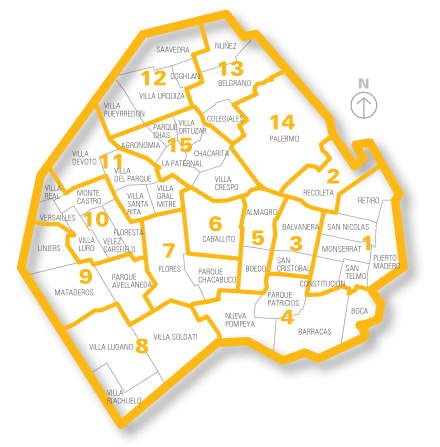 SAAVEDRA
NUÑEZ
12
COGHLAN
13
BELGRANO
VILLA URQUIZA
N
VILLA
PUEYRREDON
COLEGIALES
14
PALERMO
PARQUE
CHAS
VILLA
ORTUZAR
AGRONOMIA
15
CHACARITA
LA PATERNAL
VILLA
DEVOTO
11
VILLA
DEL PARQUE
VILLA
CRESPO
2
RECOLETA
VILLA
REAL
MONTE
CASTRO
VILLA
SANTA
RITA
VILLA
GRAL.
MITRE
RETIRO
VERSAILLES
10
FLORESTA
6
CABALLITO
ALMAGRO
BALVANERA
SAN NICOLAS
1
LINIERS
VILLA
LURO
VELEZ
SARSFIELD
7
FLORES
5
3
MONSERRAT
PUERTO
MADERO
9
MATADEROS
PARQUE
AVELLANEDA
PARQUE
CHACABUCO
BOEDO
SAN
CRISTOBAL
SAN
TELMO
CONSTITUCION
PARQUE
PATRICIOS
4
BOCA
NUEVA
POMPEYA
BARRACAS
VILLA LUGANO
8
VILLA SOLDATI
VILLA
RIACHUELO